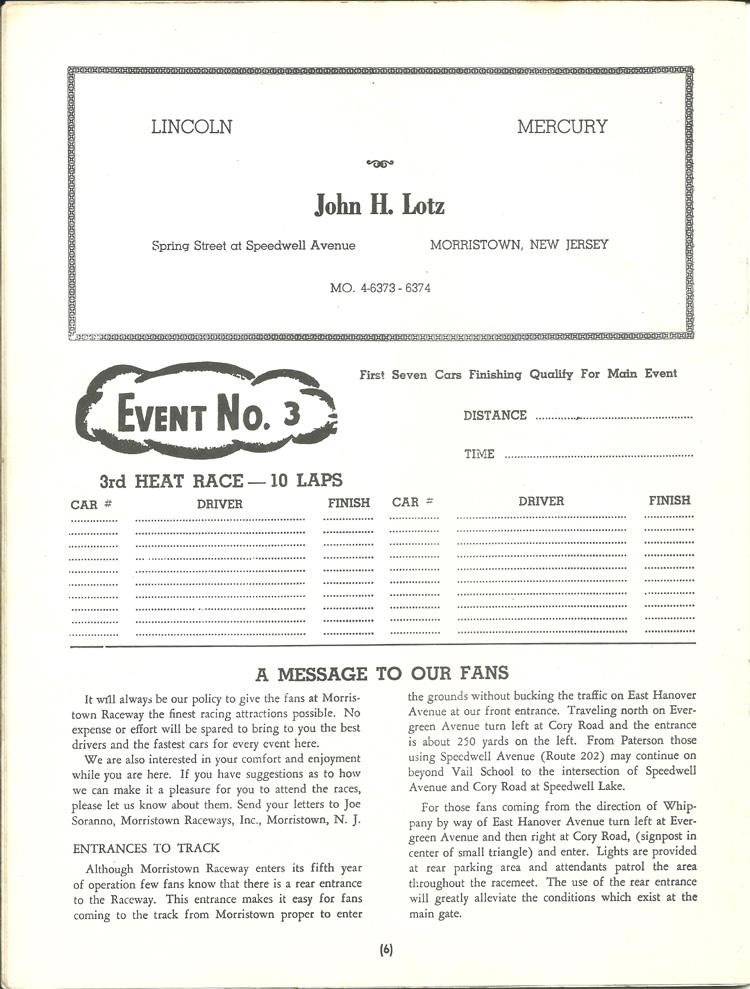 LINCOLN MERCURY
John H. Lotz
Spring Street at Speedwell Avenue MORRISTOWN, NEW JERSEY
MO. 4-6373 - 6374
EVENT NO. 3
First Seven Cars Finishing Qualify For Main Event
DISTANCE
TIME
3rd HEAT RACE — 10 LAPS
CAR # DRIVER FINISH CAR # DRIVER FINISH
A MESSAGE TO OUR FANS
It will always be our policy to give the fans at Morris-
town Raceway the finest racing attractions possible. No
expense or effort will be spared to bring to you the best
drivers and the fastest cars for every event here.
We are also interested in your comfort and enjoyment
while you are here. If you have suggestions as to how
we can make it a pleasure for you to attend the races,
please let us know about them. Send your letters to Joe
Soranno, Morristown Raceways, Inc., Morristown, N. J.
ENTRANCES TO TRACK
Although Morristown Raceway enters its fifth year
of operation few fans know that there is a rear entrance
to the Raceway. This entrance makes it easy for fans
coming to the track from Morristown proper to enter
the grounds without bucking the traffic on East Hanover
Avenue at our front entrance. Traveling north on Ever-
green Avenue turn left at Cory Road and the entrance
is about 250 yards on the left. From Paterson those
using Speedwell Avenue (Route 202) may continue on
beyond Vail School to the intersection of Speedwell
Avenue and Cory Road at Speedwell Lake.
For those fans coming from the direction of Whip-
pany by way of East Hanover Avenue turn left at Ever-
green Avenue and then right at Cory Road, (signpost in
center of small triangle) and enter. Lights are provided
at rear parking area and attendants patrol the area
throughout the racemeet. The use of the rear entrance
will greatly alleviate the conditions which exist at the
main gate.
(6)